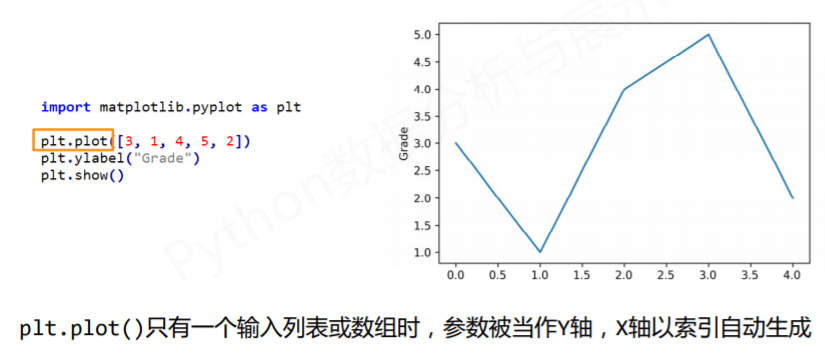 import matplotlib.pyplot as plt
plt.plot([3, 1, 4, 5, 2])
plt.ylabel("Grade")
plt.show()
Grade
5.0
4.5
4.0
3.5
3.0
2.5
2.0
1.5
1.0
0.0 0.5 1.0 1.5 2.0 2.5 3.0 3.5 4.0
Python数据分析与展示
plt.plot()只有一个输入列表或数组时，参数被当作Y轴，X轴以索引自动生成